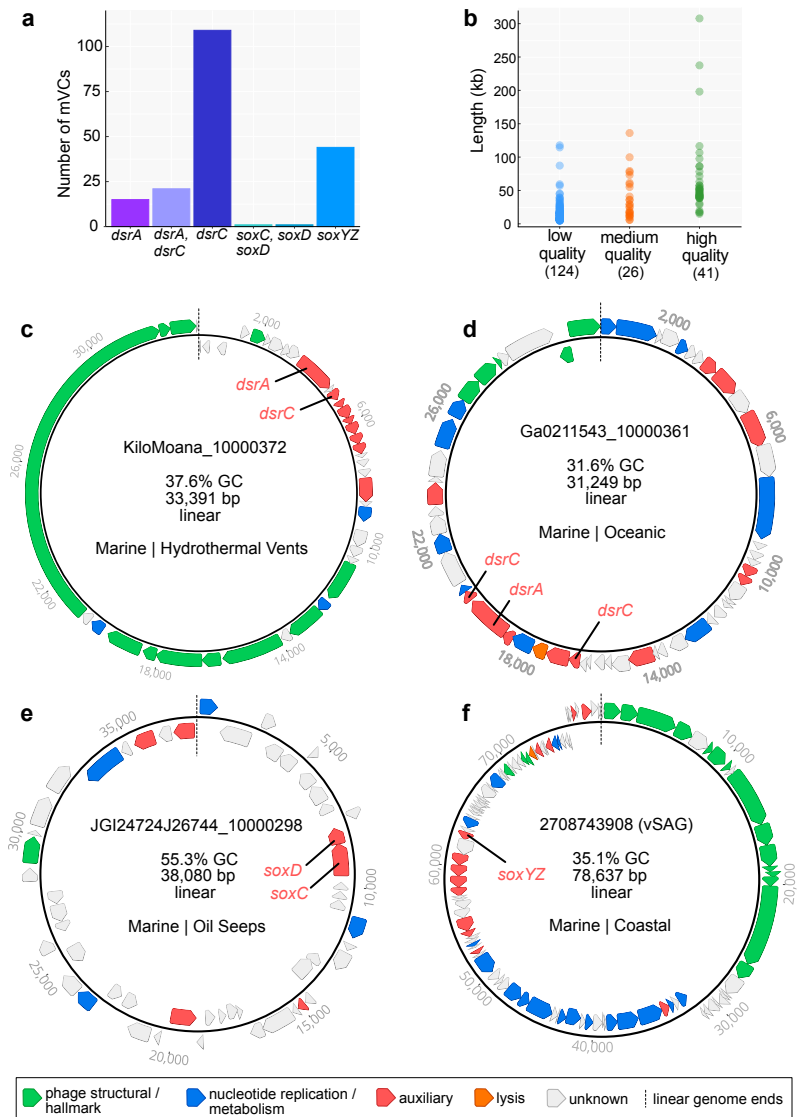 a
Number of mVCs
100
75
50
25
0
dsrA
dsrA,
dsrC
dsrC
soxC,
soxD
soxD
soxYZ
b
Length (kb)
300
250
200
150
100
50
0
low
quality
(124)
medium
quality
(26)
high
quality
(41)
c
2,000
6,000
10,000
14,000
18,000
22,000
26,000
30,000
dsrA
dsrC
KiloMoana_10000372
37.6% GC
33,391 bp
linear
Marine | Hydrothermal Vents
d
2,000
6,000
10,000
14,000
18,000
22,000
26,000
Ga0211543_10000361
31.6% GC
31,249 bp
linear
Marine | Oceanic
dsrC
dsrA
dsrC
e
5,000
10,000
15,000
20,000
25,000
30,000
35,000
JGI24724J26744_10000298
55.3% GC
38,080 bp
linear
Marine | Oil Seeps
soxD
soxC
f
10,000
20,000
30,000
40,000
50,000
60,000
70,000
2708743908 (vSAG)
35.1% GC
78,637 bp
linear
Marine | Coastal
soxYZ
phage structural /
hallmark
nucleotide replication /
metabolism
auxiliary
lysis
unknown
linear genome ends